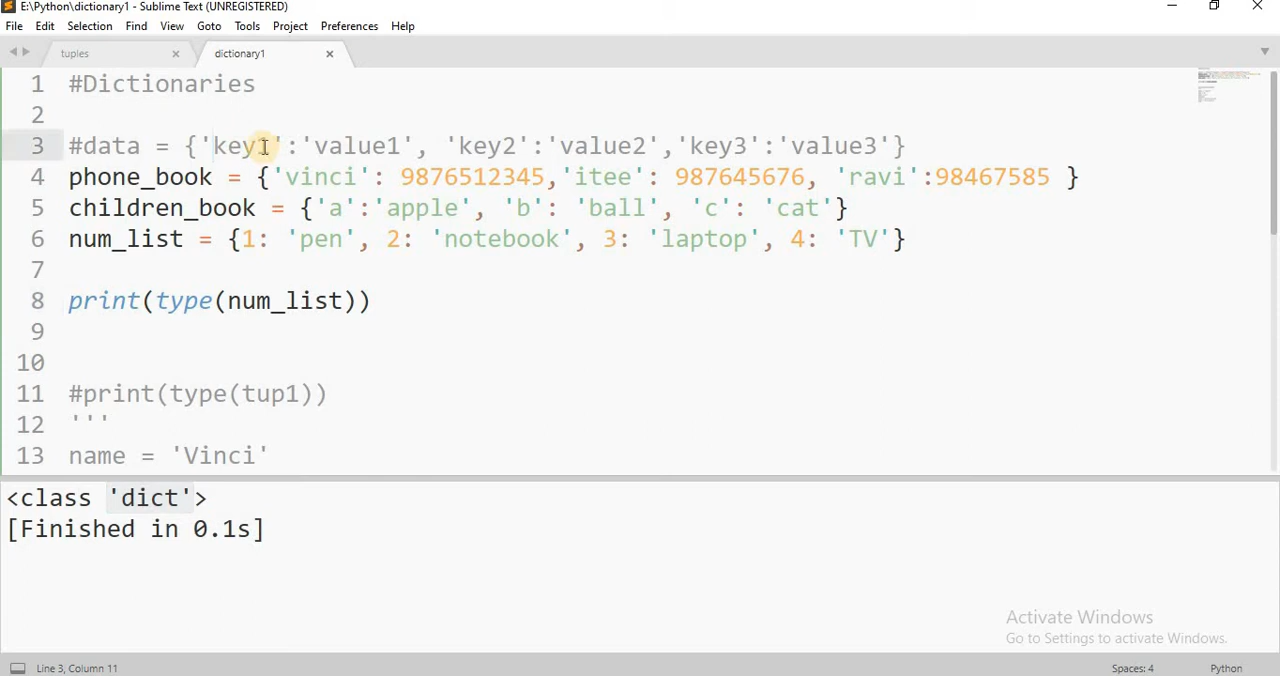 E:\Python\dictionary1 - Sublime Text (UNREGISTERED)
File Edit Selection Find View Goto Tools Project Preferences Help
tuples dictionary1
1 #Dictionaries
2
3 #data = {'key1':'value1', 'key2':'value2','key3':'value3'}
4 phone_book = {'vinci': 9876512345,'itee': 987645676, 'ravi':98467585 }
5 children_book = {'a':'apple', 'b': 'ball', 'c': 'cat'}
6 num_list = {1: 'pen', 2: 'notebook', 3: 'laptop', 4: 'TV'}
7
8 print(type(num_list))
9
10
11 #print(type(tup1))
12 '''
13 name = 'Vinci'
<class 'dict'>
[Finished in 0.1s]
Activate Windows
Go to Settings to activate Windows.
Line 3, Column 11 Spaces: 4 Python